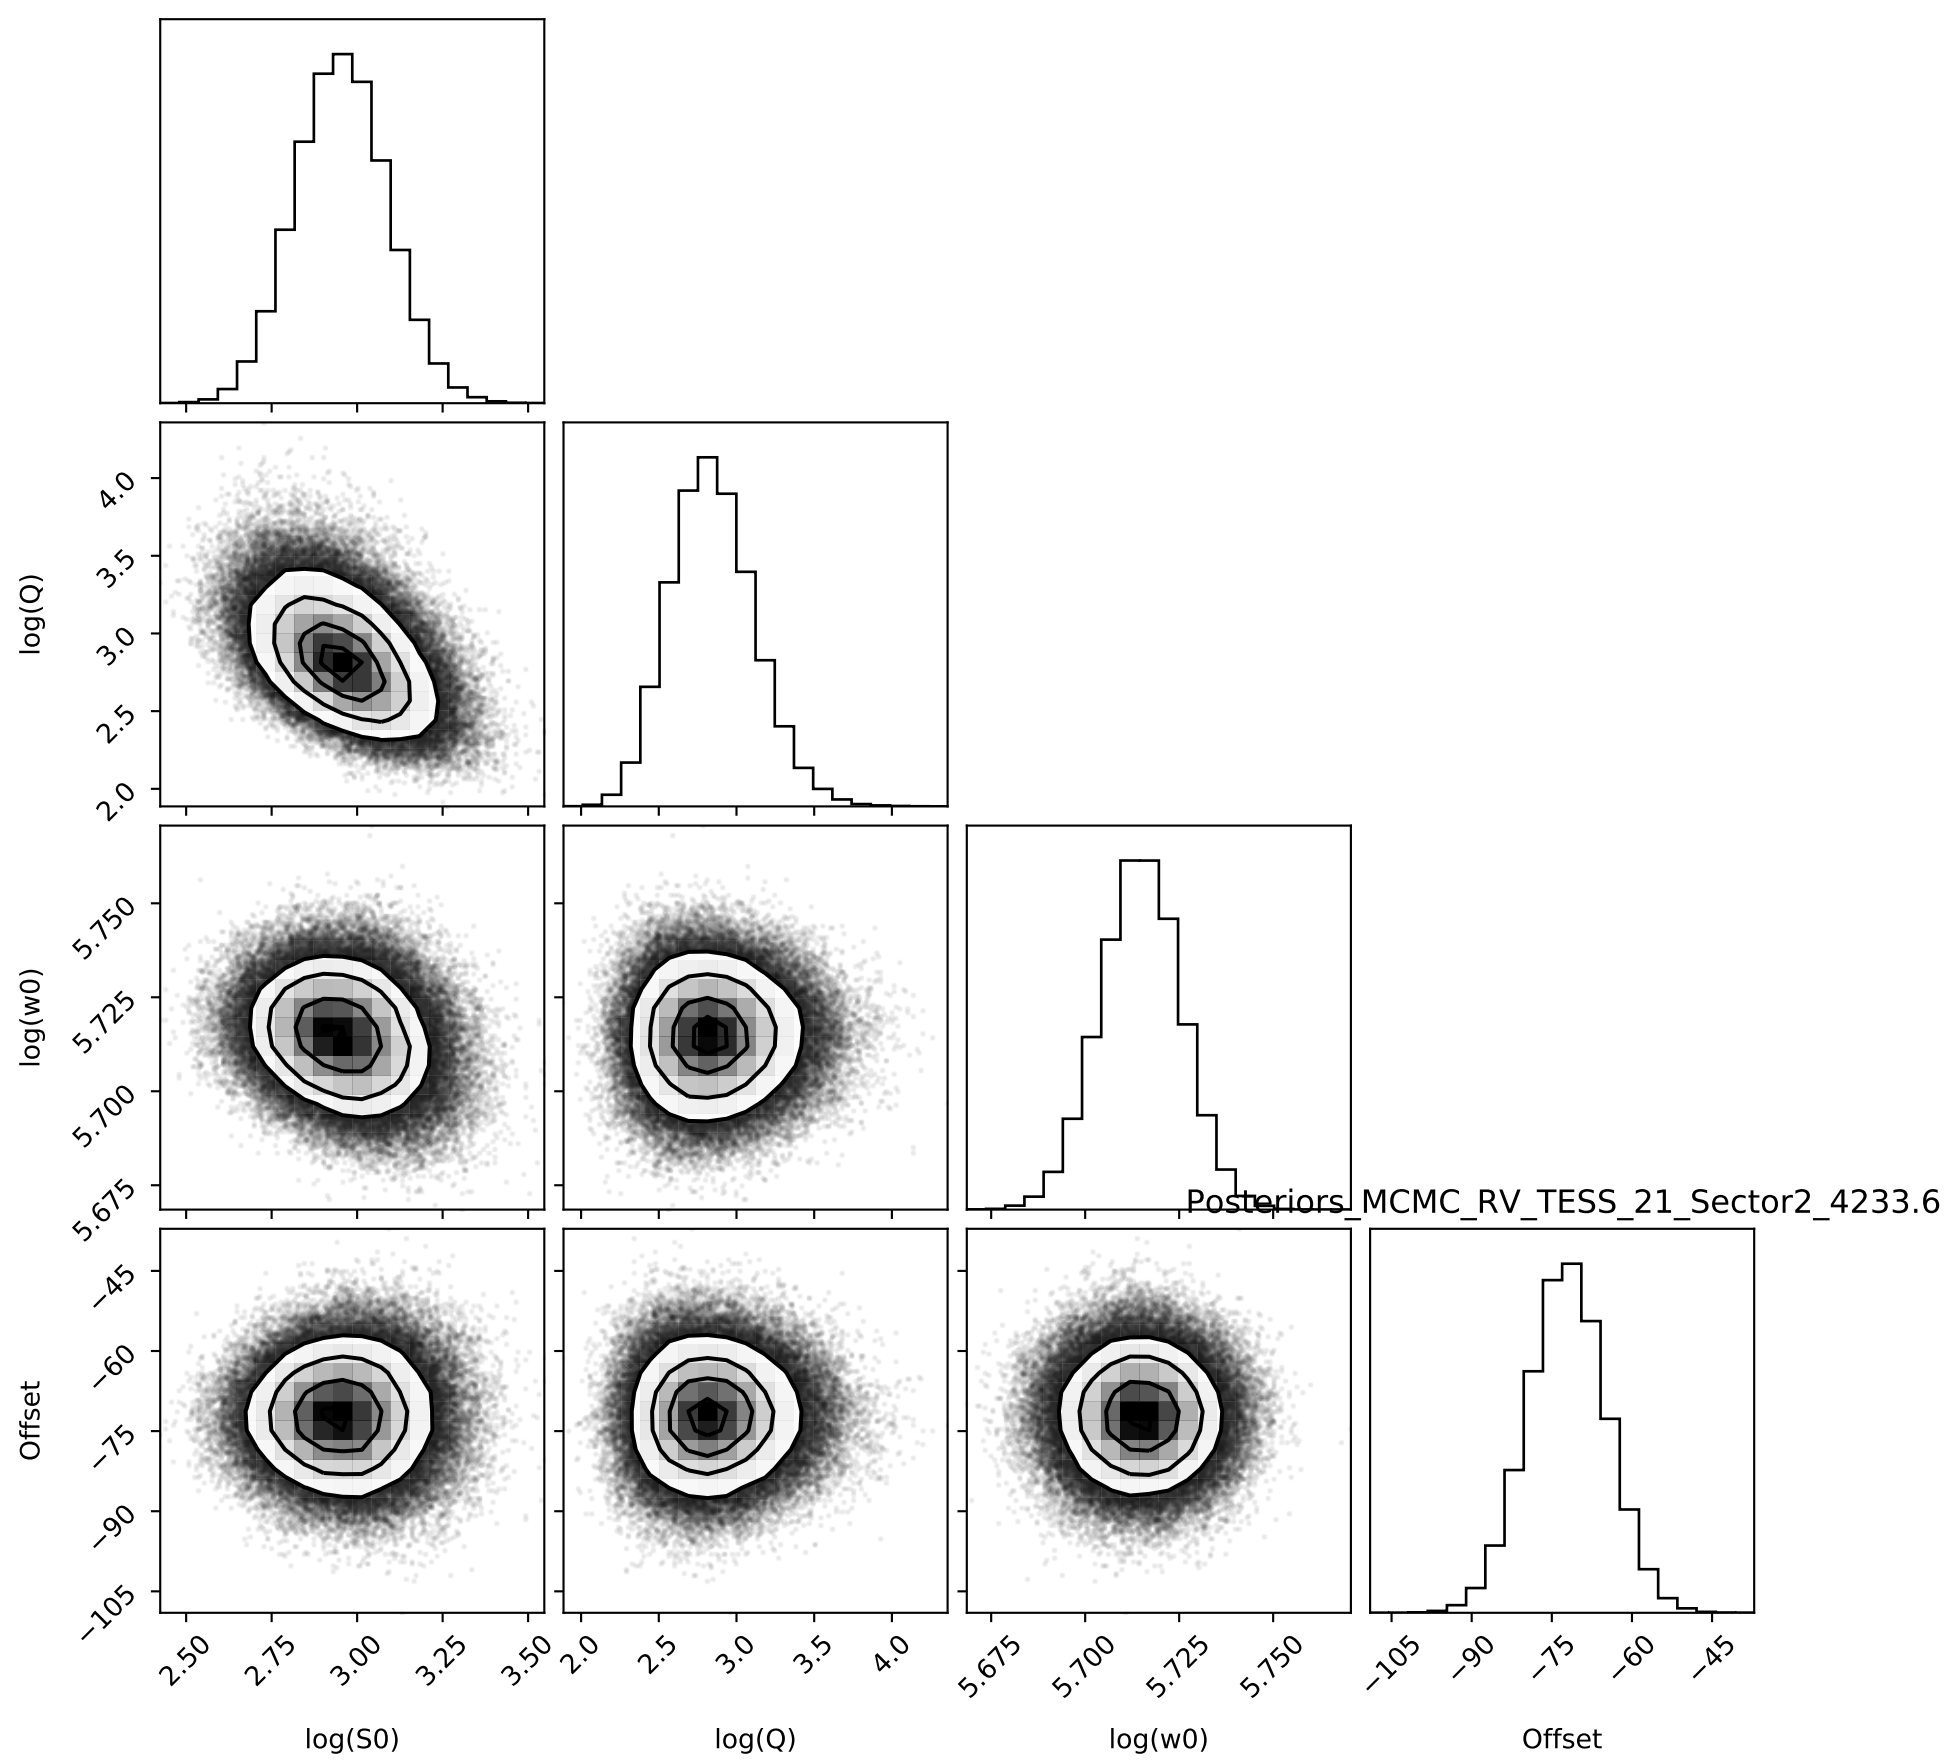 4.0
3.5
3.0
2.5
2.0
log(Q)
5.750
5.725
5.700
5.675
log(w0)
Posteriors_MCMC_RV_TESS_21_Sector2_4233.6
−45
−60
−75
−90
−105
Offset
2.50 2.75 3.00 3.25 3.50 2.0 2.5 3.0 3.5 4.0 5.675 5.700 5.725 5.750 −105 −90 −75 −60 −45
log(S0) log(Q) log(w0) Offset